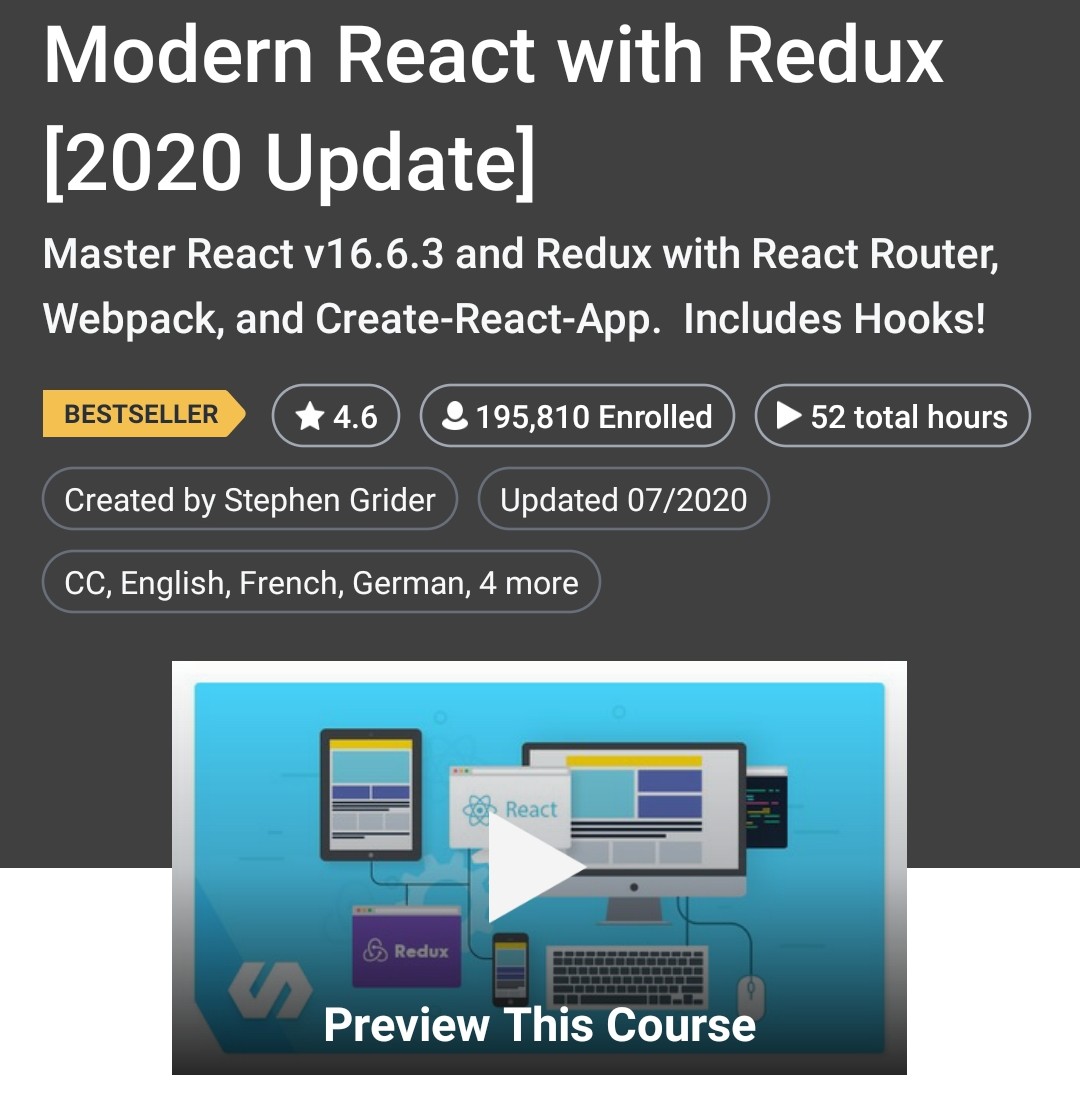 Modern React with Redux
[2020 Update]
Master React v16.6.3 and Redux with React Router,
Webpack, and Create-React-App.  Includes Hooks!
BESTSELLER
4.6
195,810 Enrolled
52 total hours
Created by Stephen Grider
Updated 07/2020
CC, English, French, German, 4 more
React
Redux
Preview This Course